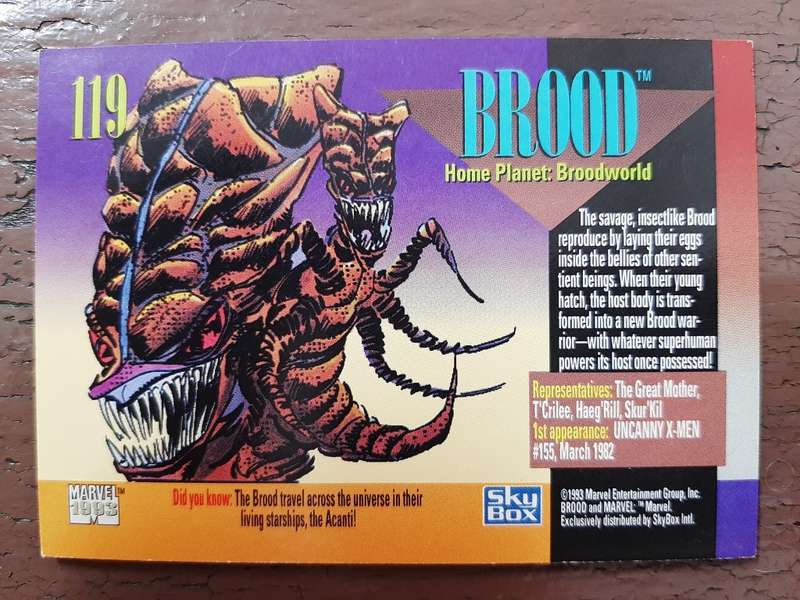 119
BROOD™
Home Planet: Broodworld
The savage, insectlike Brood
reproduce by laying their eggs
inside the bellies of other sen-
tient beings. When their young
hatch, the host body is trans-
formed into a new Brood war-
rior—with whatever superhuman
powers its host once possessed!
Representatives: The Great Mother,
T'Crilee, Haeg'Rill, Skur'Kil
1st appearance: UNCANNY X-MEN
#155, March 1982
MARVEL™
1993
Did you know: The Brood travel across the universe in their
living starships, the Acanti!
Sky
Box
©1993 Marvel Entertainment Group, Inc.
BROOD and MARVEL: ™ Marvel.
Exclusively distributed by SkyBox Intl.